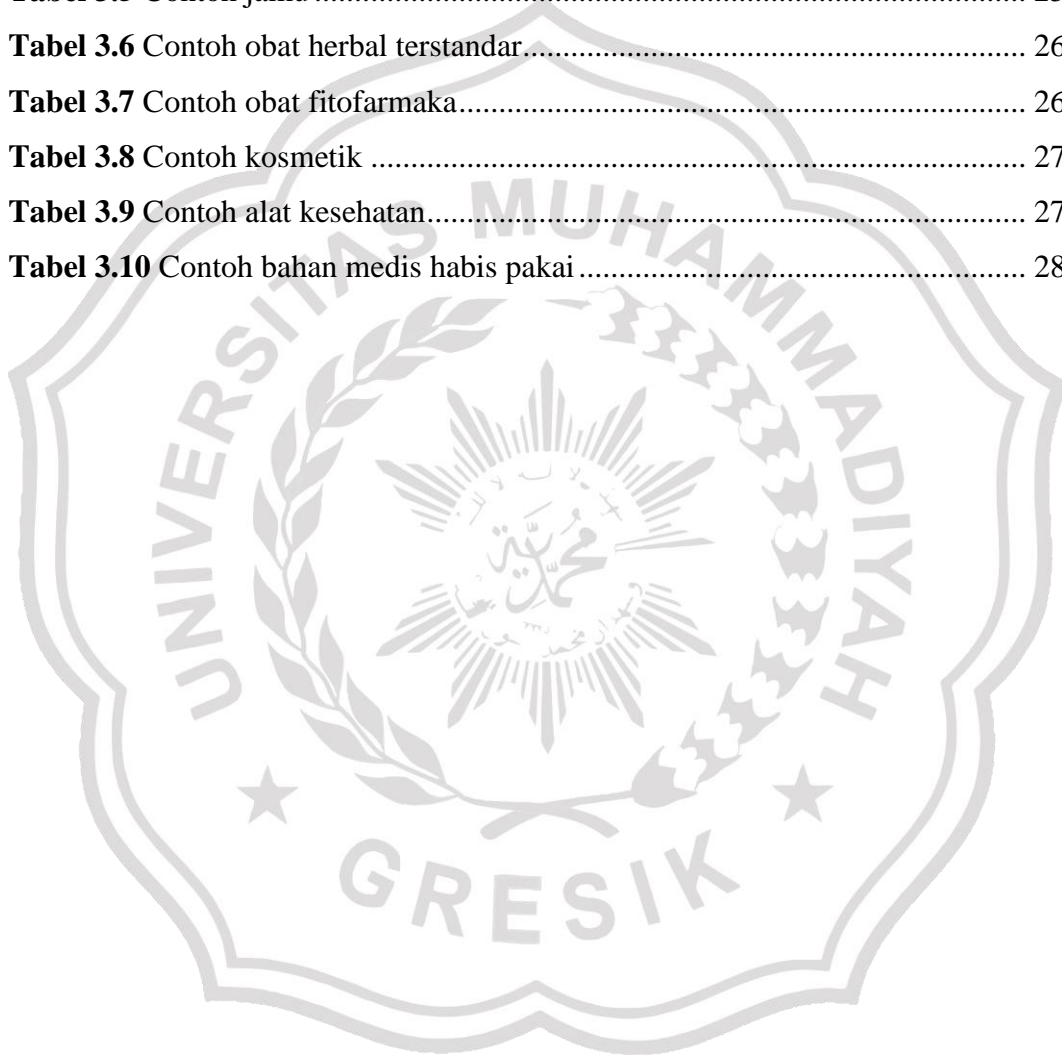 Tabel 3.6 Contoh obat herbal terstandar................................................................ 26
Tabel 3.7 Contoh obat fitofarmaka........................................................................ 26
Tabel 3.8 Contoh kosmetik ................................................................................... 27
Tabel 3.9 Contoh alat kesehatan............................................................................ 27
Tabel 3.10 Contoh bahan medis habis pakai ......................................................... 28
UNIVERSITAS MUHAMMADIYAH
GRESIK